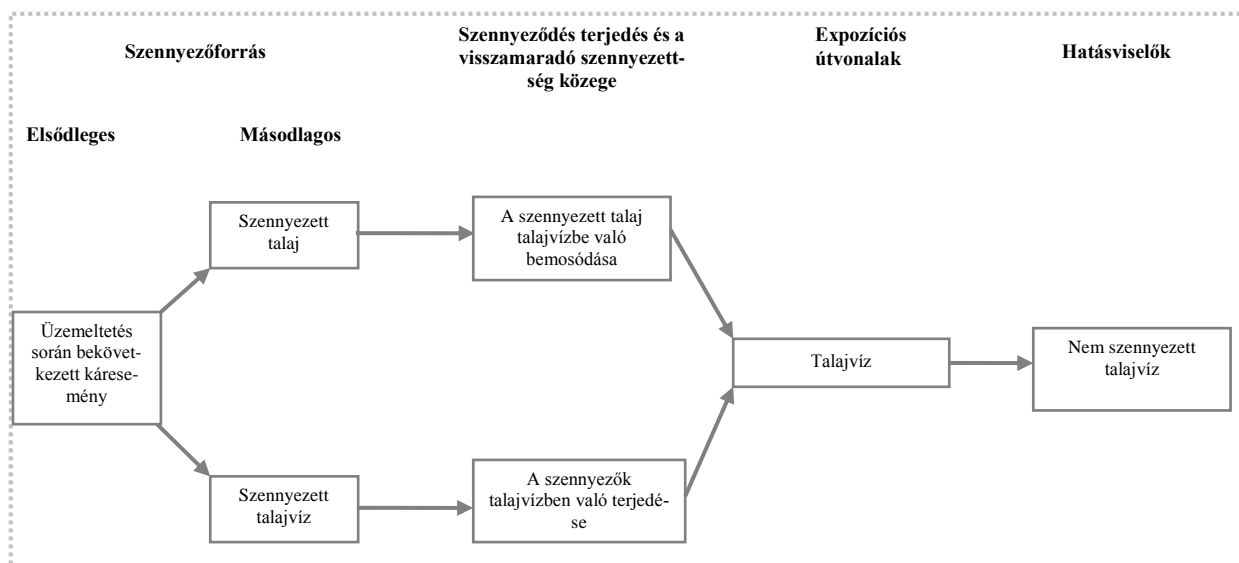 Szennyezőforrás
Szennyeződés terjedés és a
visszamaradó szennyezett-
ség közege
Expozíciós
útvonalak
Hatásviselők
Elsődleges
Másodlagos
Szennyezett
talaj
A szennyezett talaj
talajvízbe való
bemosódása
Üzemeltetés
során bekövet-
kezett kárese-
mény
Talajvíz
Nem szennyezett
talajvíz
Szennyezett
talajvíz
A szennyezők
talajvízben való terjedé-
se